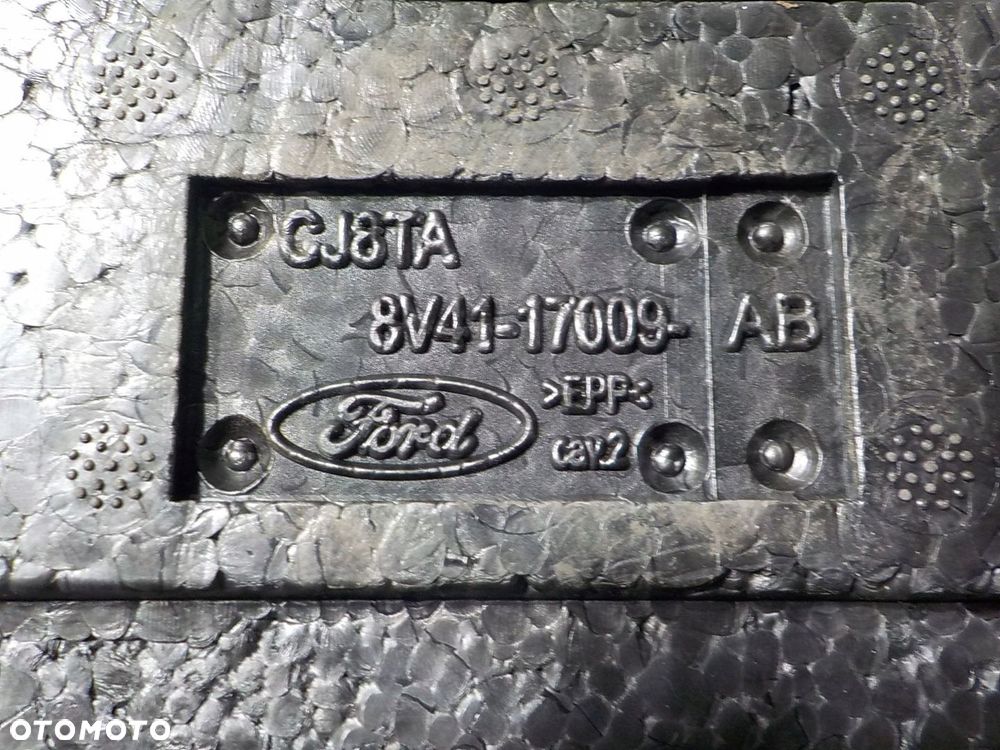 CJ8TA
8V41-17009- AB
>EPP<
Ford
cav2
OTOMOTO